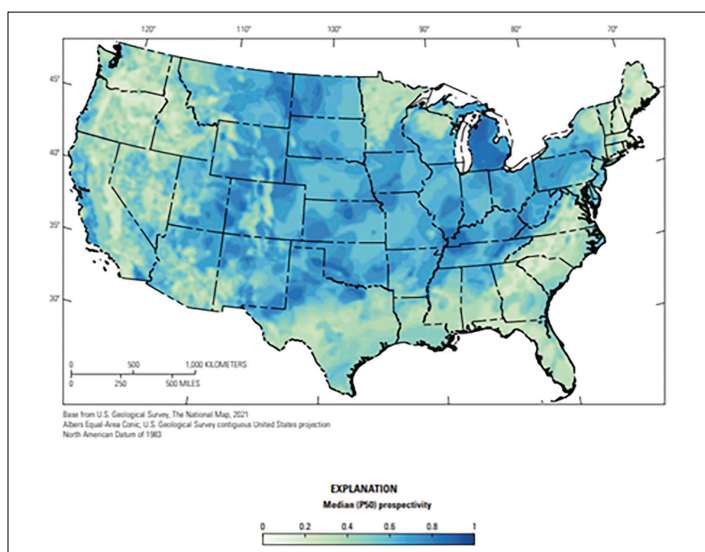 120° 110° 100° 90° 80° 70°
45°
40°
35°
30°
0 500 1,000 KILOMETERS
0 250 500 MILES
Base from U.S. Geological Survey, The National Map, 2021
Albers Equal-Area Conic, U.S. Geological Survey contiguous United States projection
North American Datum of 1983
EXPLANATION
Median (P50) prospectivity
0 0.2 0.4 0.6 0.8 1